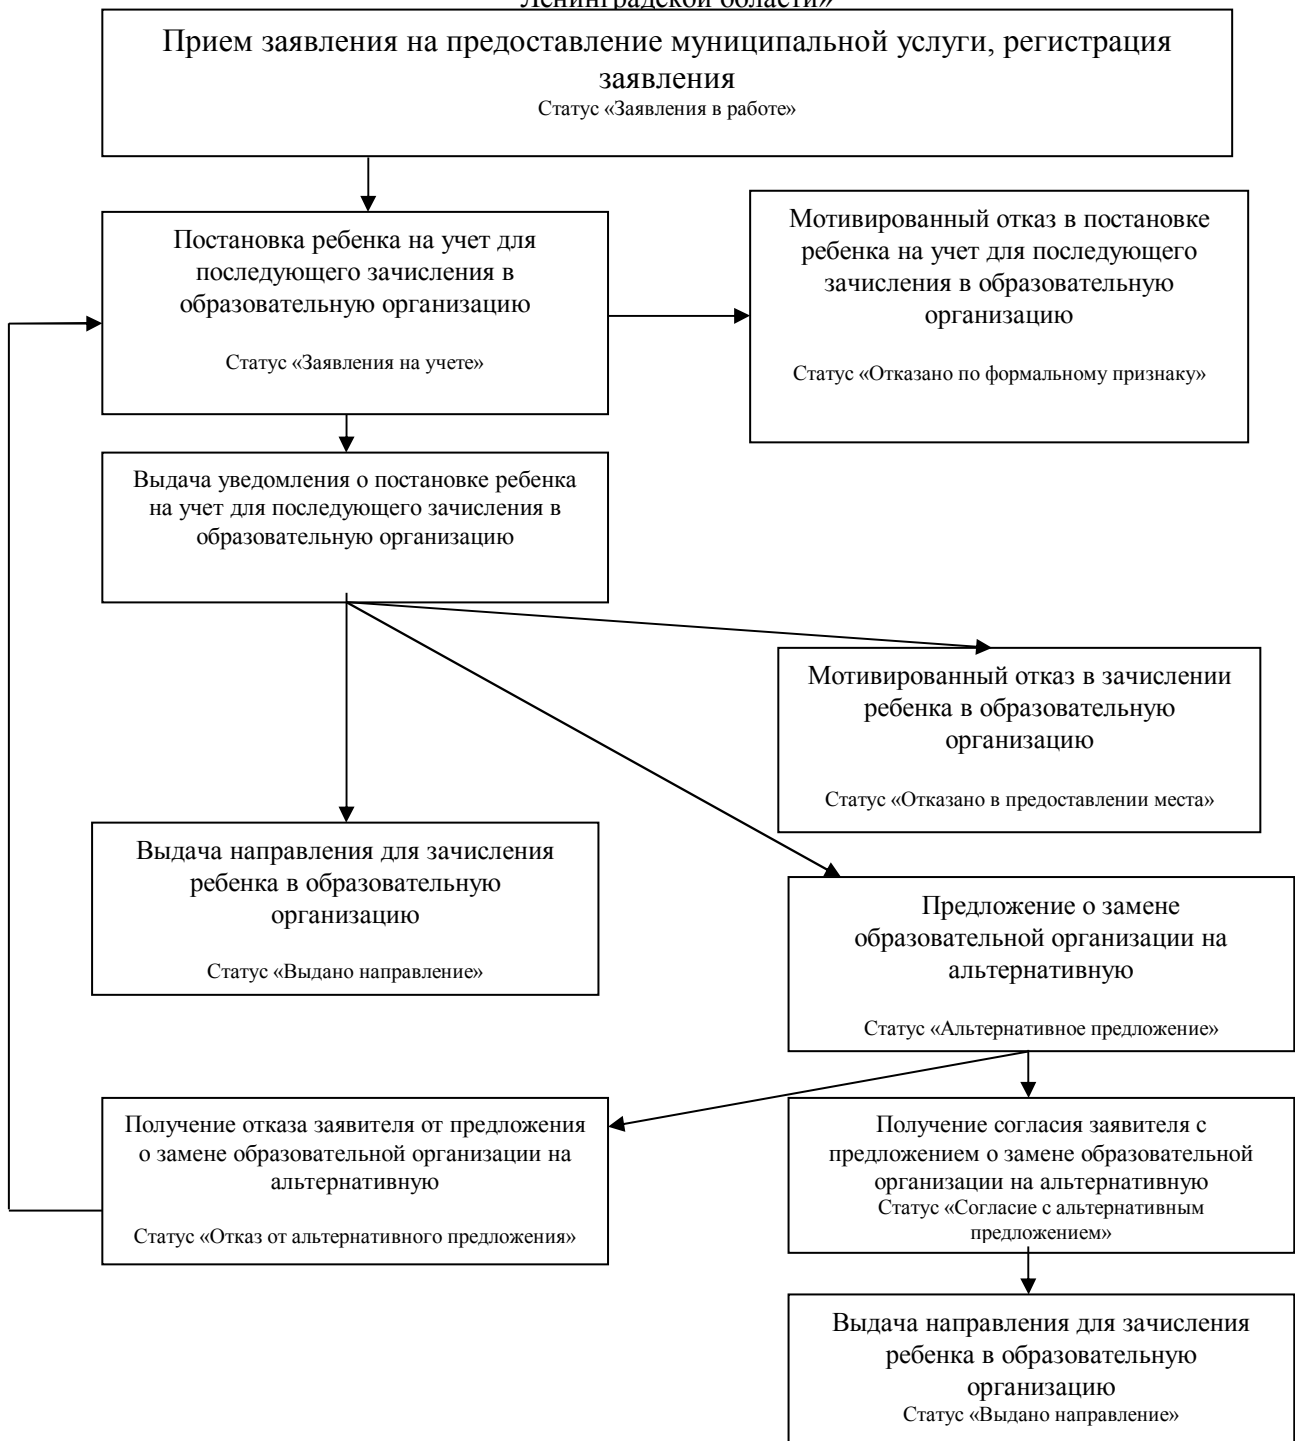 Ленинградской области»
Прием заявления на предоставление муниципальной услуги, регистрация
заявления
Статус «Заявления в работе»
Постановка ребенка на учет для
последующего зачисления в
образовательную организацию
Статус «Заявления на учете»
Мотивированный отказ в постановке
ребенка на учет для последующего
зачисления в образовательную
организацию
Статус «Отказано по формальному признаку»
Выдача уведомления о постановке ребенка
на учет для последующего зачисления в
образовательную организацию
Мотивированный отказ в зачислении
ребенка в образовательную
организацию
Статус «Отказано в предоставлении места»
Выдача направления для зачисления
ребенка в образовательную
организацию
Статус «Выдано направление»
Предложение о замене
образовательной организации на
альтернативную
Статус «Альтернативное предложение»
Получение отказа заявителя от предложения
о замене образовательной организации на
альтернативную
Статус «Отказ от альтернативного предложения»
Получение согласия заявителя с
предложением о замене образовательной
организации на альтернативную
Статус «Согласие с альтернативным
предложением»
Выдача направления для зачисления
ребенка в образовательную
организацию
Статус «Выдано направление»